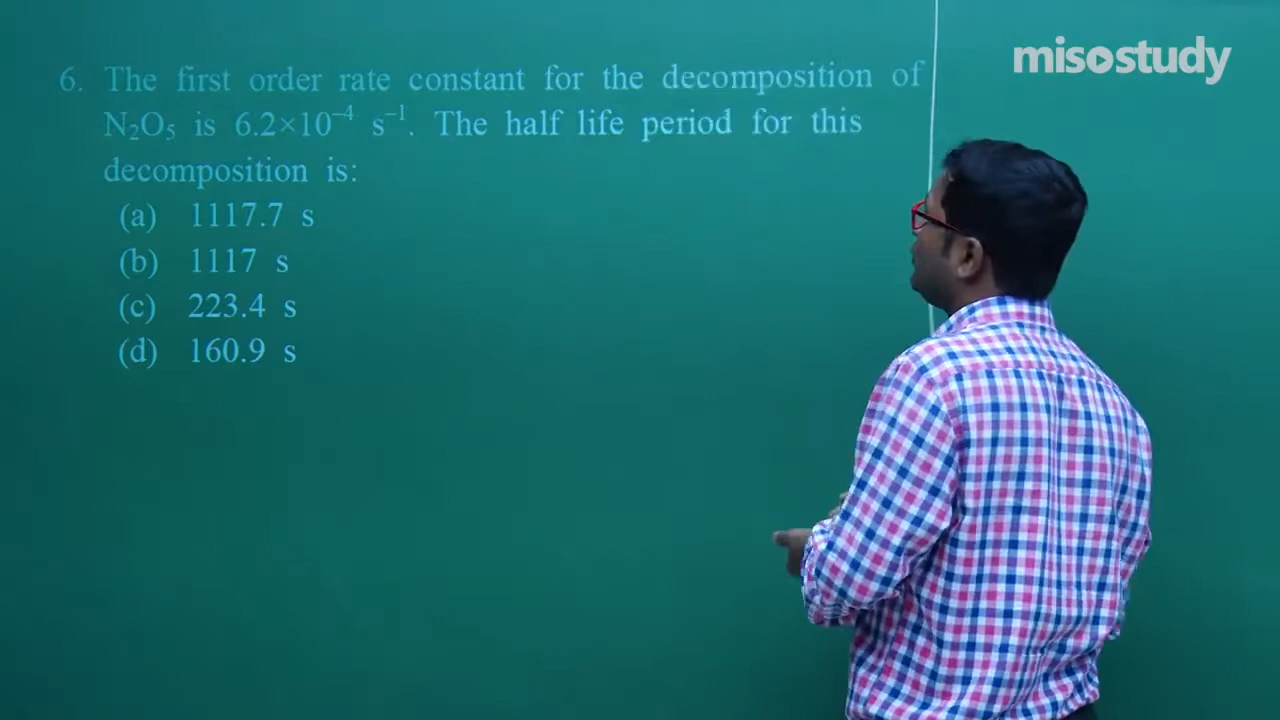 misostudy
6. The first order rate constant for the decomposition of
N₂O₅ is 6.2×10⁻⁴ s⁻¹. The half life period for this
decomposition is:
(a) 1117.7 s
(b) 1117 s
(c) 223.4 s
(d) 160.9 s